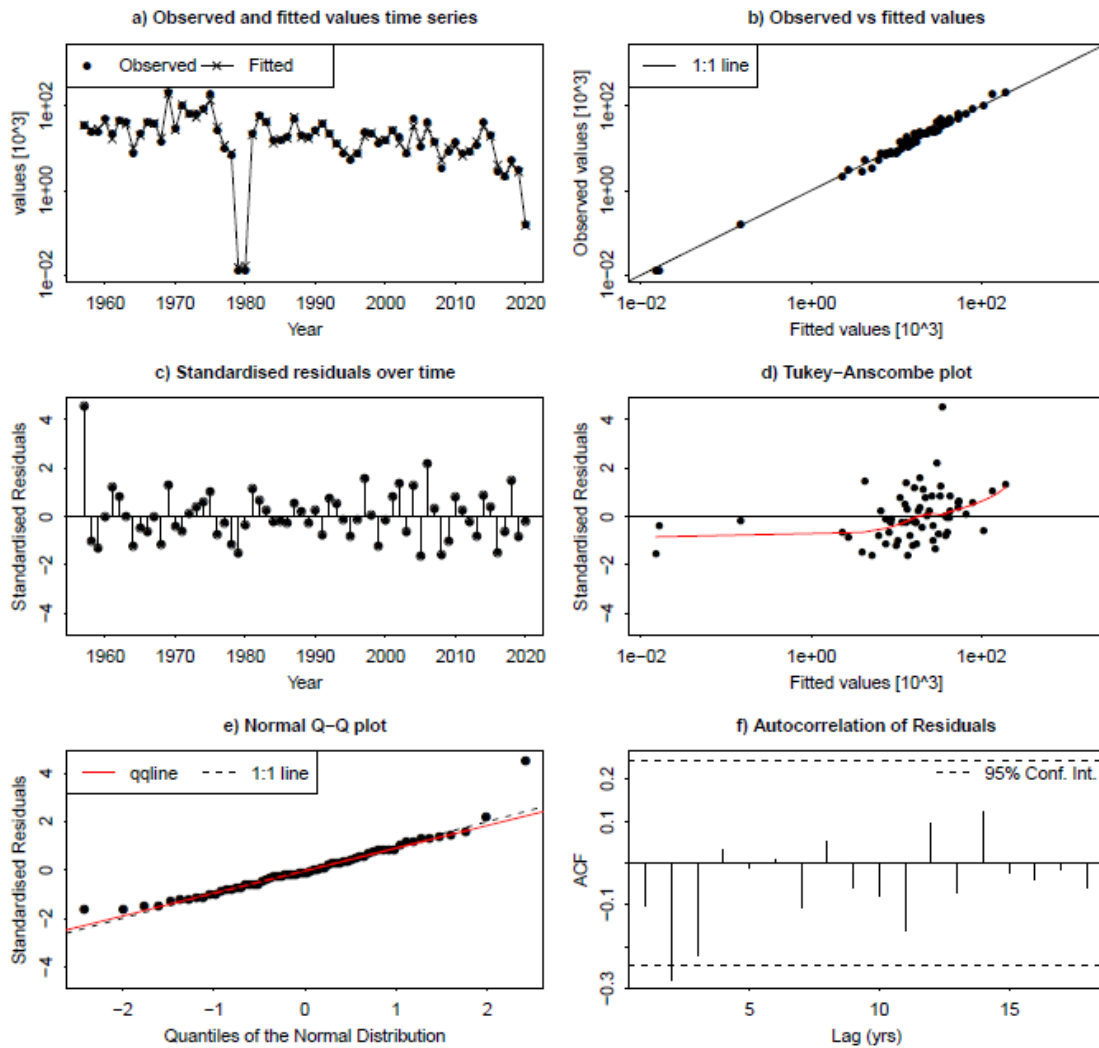 a) Observed and fitted values time series
Observed
Fitted
values [10^3]
1e+02
1e+00
1e-02
1960 1970 1980 1990 2000 2010 2020
Year
b) Observed vs fitted values
1:1 line
Observed values [10^3]
1e+02
1e+00
1e-02
1e-02 1e+00 1e+02
Fitted values [10^3]
c) Standardised residuals over time
Standardised Residuals
4
2
0
-2
-4
1960 1970 1980 1990 2000 2010 2020
Year
d) Tukey-Anscombe plot
Standardised Residuals
4
2
0
-2
-4
1e-02 1e+00 1e+02
Fitted values [10^3]
e) Normal Q-Q plot
qqline
1:1 line
Standardised Residuals
4
2
0
-2
-4
-2 -1 0 1 2
Quantiles of the Normal Distribution
f) Autocorrelation of Residuals
95% Conf. Int.
ACF
0.2
0.1
-0.1
-0.3
5 10 15
Lag (yrs)